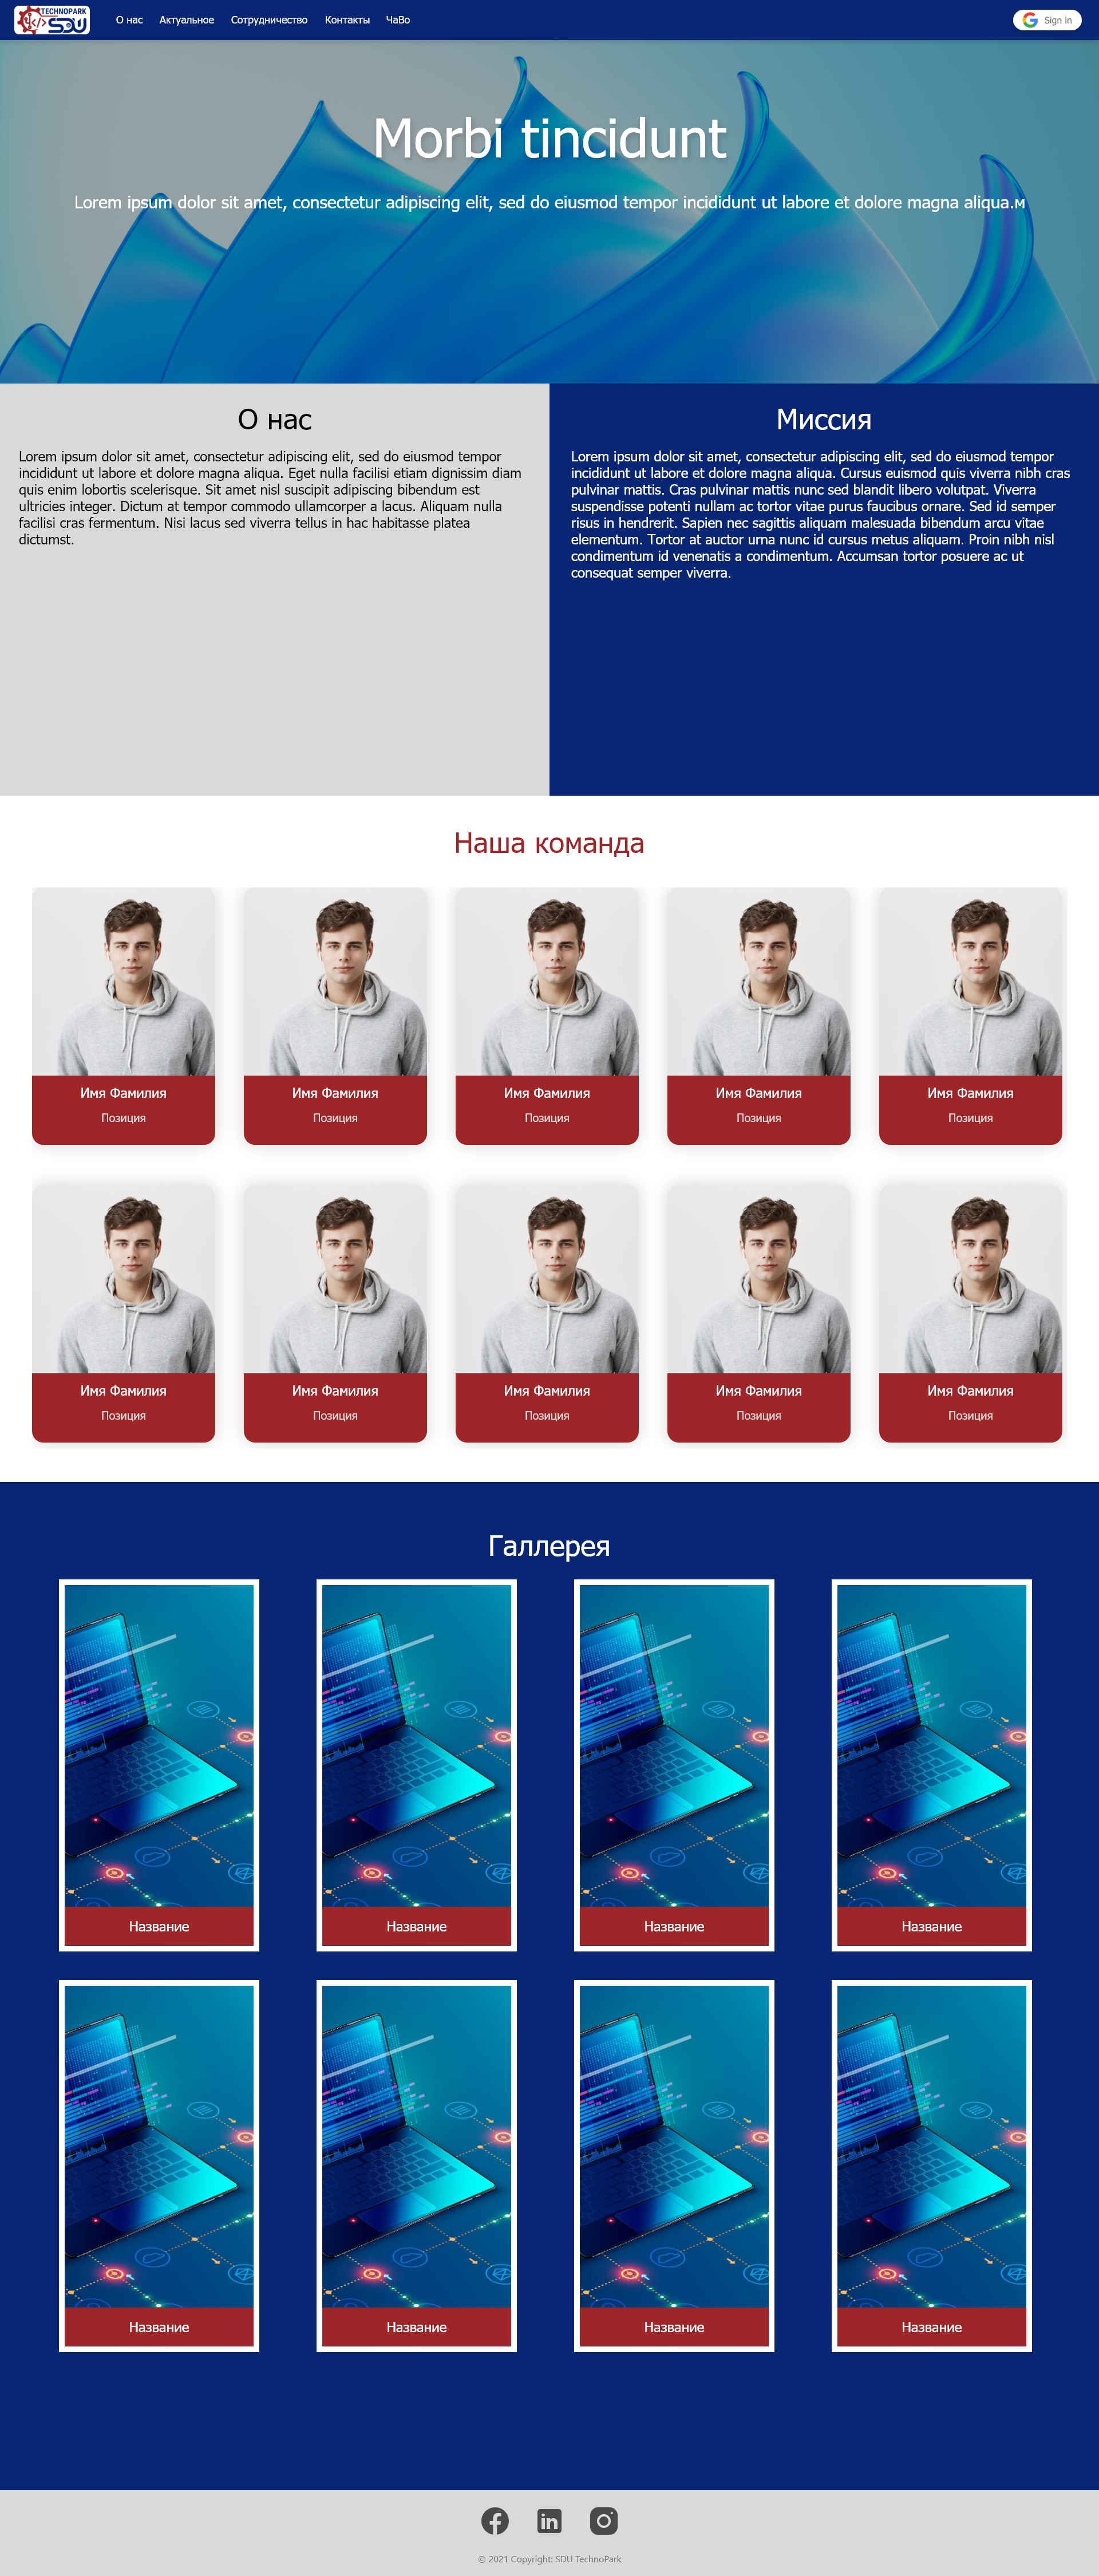 TECHNOPARK
SDU
О нас
Актуальное
Сотрудничество
Контакты
ЧаВо
Sign in
Morbi tincidunt
Lorem ipsum dolor sit amet, consectetur adipiscing elit, sed do eiusmod tempor incididunt ut labore et dolore magna aliqua.м
О нас
Lorem ipsum dolor sit amet, consectetur adipiscing elit, sed do eiusmod tempor
incididunt ut labore et dolore magna aliqua. Eget nulla facilisi etiam dignissim diam
quis enim lobortis scelerisque. Sit amet nisl suscipit adipiscing bibendum est
ultricies integer. Dictum at tempor commodo ullamcorper a lacus. Aliquam nulla
facilisi cras fermentum. Nisi lacus sed viverra tellus in hac habitasse platea
dictumst.
Миссия
Lorem ipsum dolor sit amet, consectetur adipiscing elit, sed do eiusmod tempor
incididunt ut labore et dolore magna aliqua. Cursus euismod quis viverra nibh cras
pulvinar mattis. Cras pulvinar mattis nunc sed blandit libero volutpat. Viverra
suspendisse potenti nullam ac tortor vitae purus faucibus ornare. Sed id semper
risus in hendrerit. Sapien nec sagittis aliquam malesuada bibendum arcu vitae
elementum. Tortor at auctor urna nunc id cursus metus aliquam. Proin nibh nisl
condimentum id venenatis a condimentum. Accumsan tortor posuere ac ut
consequat semper viverra.
Наша команда
Имя Фамилия
Позиция
Имя Фамилия
Позиция
Имя Фамилия
Позиция
Имя Фамилия
Позиция
Имя Фамилия
Позиция
Имя Фамилия
Позиция
Имя Фамилия
Позиция
Имя Фамилия
Позиция
Имя Фамилия
Позиция
Имя Фамилия
Позиция
Галлерея
Название
Название
Название
Название
Название
Название
Название
Название
© 2021 Copyright: SDU TechnoPark